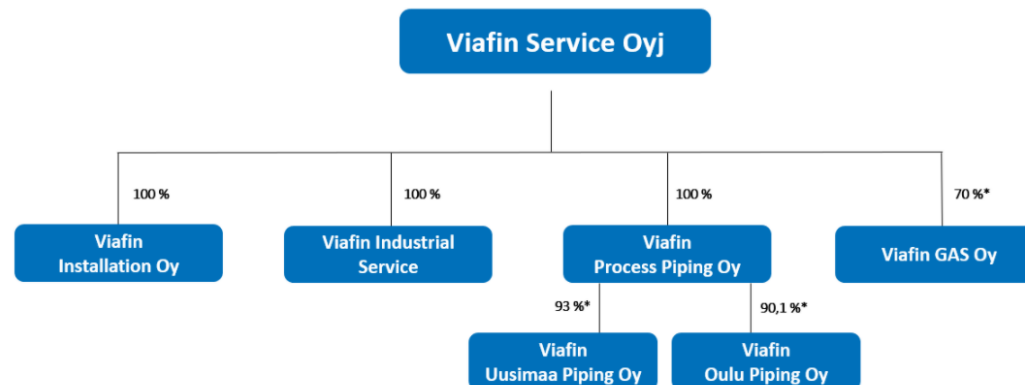 Viafin Service Oyj
100 %
100 %
100 %
70 %*
Viafin
Installation Oy
Viafin Industrial
Service
Viafin
Process Piping Oy
Viafin GAS Oy
93 %*
90,1 %*
Viafin
Uusimaa Piping Oy
Viafin
Oulu Piping Oy